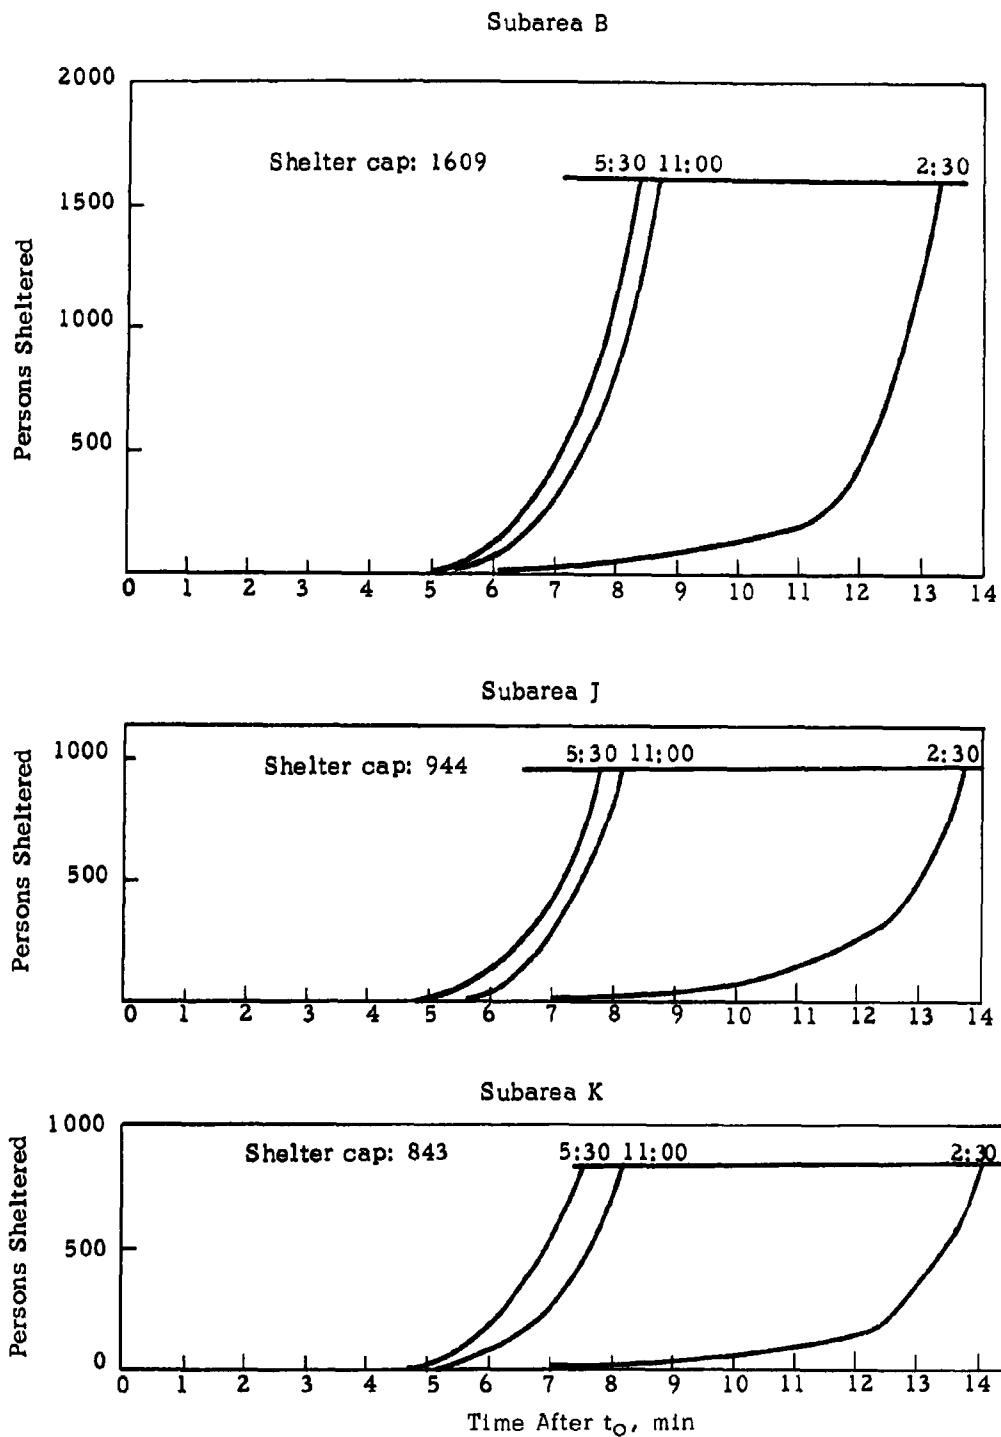 Subarea B
2000
Shelter cap: 1609
5:30 11:00 2:30
1500
1000
500
Persons Sheltered
0 1 2 3 4 5 6 7 8 9 10 11 12 13 14
Subarea J
1000
Shelter cap: 944
5:30 11:00 2:30
500
Persons Sheltered
0 1 2 3 4 5 6 7 8 9 10 11 12 13 14
Subarea K
1000
Shelter cap: 843
5:30 11:00 2:30
500
0
Persons Sheltered
0 1 2 3 4 5 6 7 8 9 10 11 12 13 14
Time After to, min